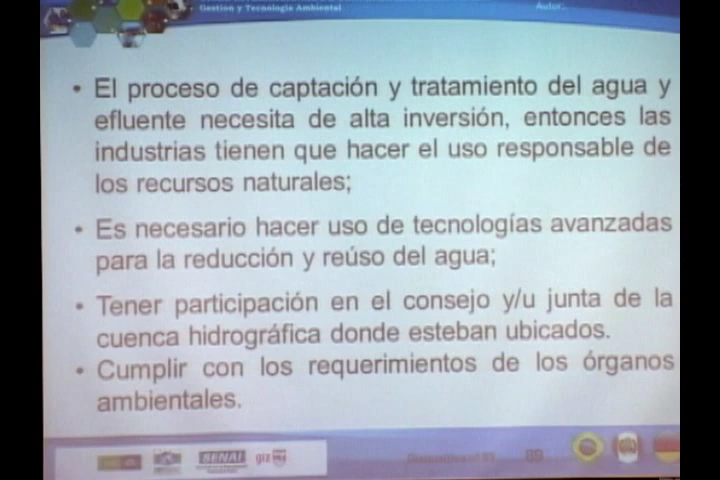 Gestion y Tecnologia Ambiental
Autor:
• El proceso de captación y tratamiento del agua y
efluente necesita de alta inversión, entonces las
industrias tienen que hacer el uso responsable de
los recursos naturales;
• Es necesario hacer uso de tecnologías avanzadas
para la reducción y reúso del agua;
• Tener participación en el consejo y/u junta de la
cuenca hidrográfica donde esteban ubicados.
• Cumplir con los requerimientos de los órganos
ambientales.
SENAI
giz